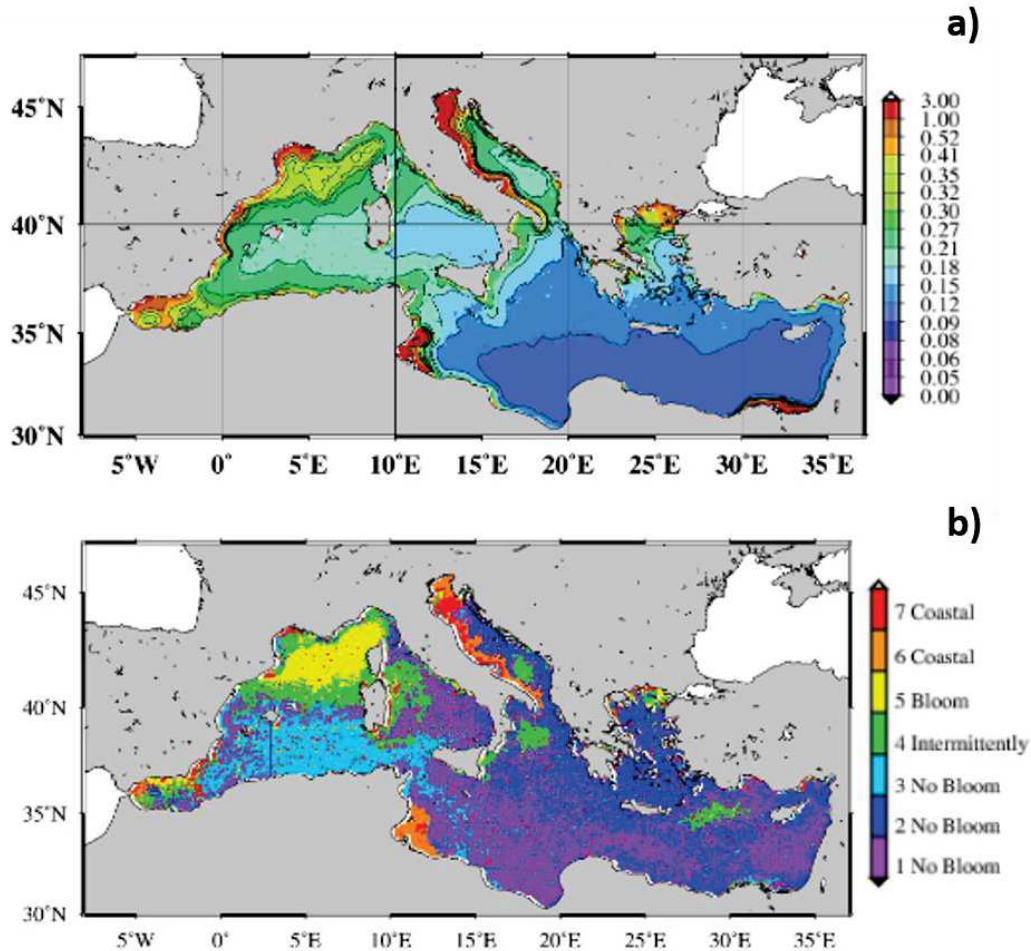 a)
45°N
40°N
35°N
30°N
5°W 0° 5°E 10°E 15°E 20°E 25°E 30°E 35°E
3.00
1.00
0.52
0.41
0.35
0.32
0.30
0.27
0.21
0.18
0.15
0.12
0.09
0.08
0.06
0.05
0.00
b)
45°N
40°N
35°N
30°N
5°W 0° 5°E 10°E 15°E 20°E 25°E 30°E 35°E
7 Coastal
6 Coastal
5 Bloom
4 Intermittently
3 No Bloom
2 No Bloom
1 No Bloom